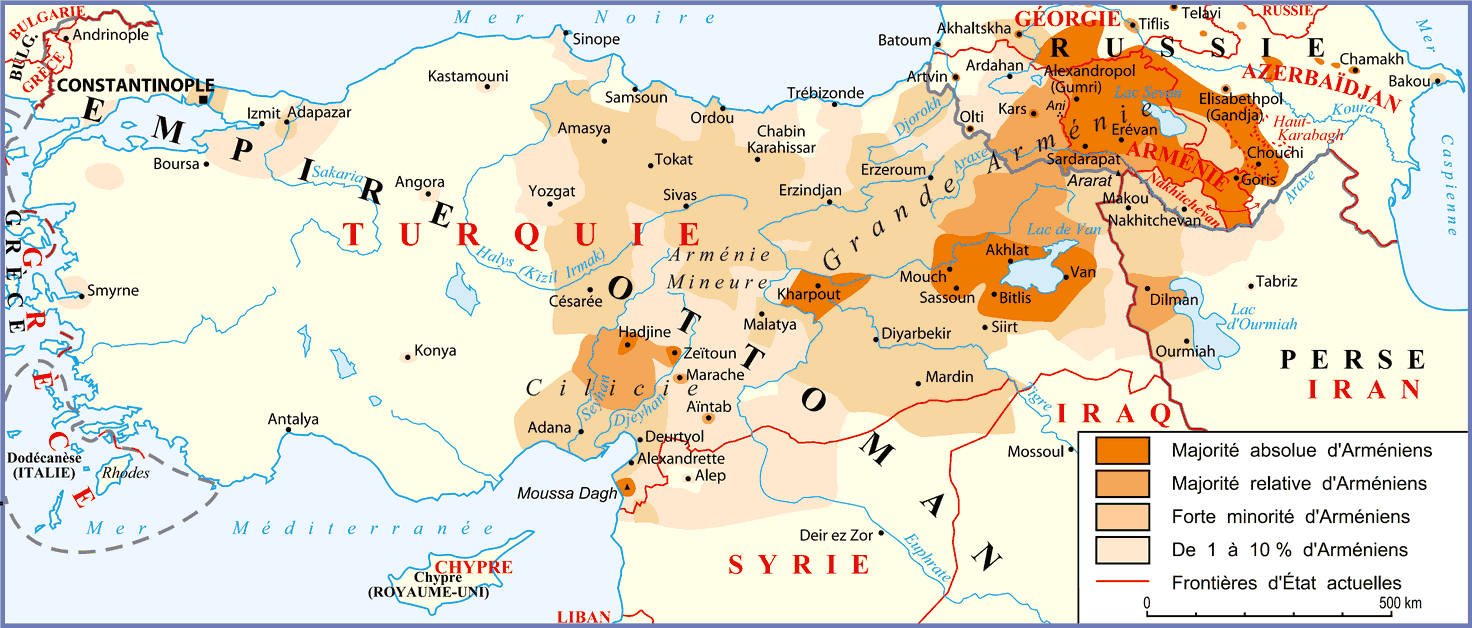 Mer Noire
BULGARIE
BULG.
GRÈCE
Andrinople
CONSTANTINOPLE
Izmit
Adapazar
Boursa
Sakaria
Kastamouni
Sinope
Samsoun
Ordou
Trébizonde
Amasya
Tokat
Chabin
Karahissar
Angora
Yozgat
Sivas
Erzindjan
Erzeroum
EMPIRE
OTTOMAN
TURQUIE
Halys (Kizil Irmak)
Arménie
Mineure
Grande Arménie
Césarée
Kharpout
Malatya
Hadjine
Zeïtoun
Marache
Aïntab
Cilicie
Seyhan
Djeyhan
Adana
Deurtyol
Alexandrette
Moussa Dagh
Alep
Konya
Antalya
Smyrne
GRÈCE
GRÈCE
Dodécanèse
(ITALIE)
Rhodes
Mer Méditerranée
CHYPRE
Chypre
(ROYAUME-UNI)
LIBAN
SYRIE
Deir ez Zor
Euphrate
Mossoul
Tigre
IRAQ
Mardin
Diyarbekir
Siirt
Bitlis
Sassoun
Mouch
Akhlat
Van
Lac de Van
Batoum
Akhaltskha
GÉORGIE
Tiflis
Telavi
RUSSIE
RUSSIE
Artvin
Ardahan
Djorokh
Olti
Kars
Ani
Alexandropol
(Gumri)
Lac Sevan
Elisabethpol
(Gandja)
AZERBAÏDJAN
Chamakh
Bakou
Koura
Haut-
Karabagh
Chouchi
Goris
Erévan
Sardarapat
ARMÉNIE
Araxe
Ararat
Makou
Nakhitchevan
Nakhitchevan
Araxe
Mer
Caspienne
Tabriz
Dilman
Lac
d'Ourmiah
Ourmiah
PERSE
IRAN
Majorité absolue d'Arméniens
Majorité relative d'Arméniens
Forte minorité d'Arméniens
De 1 à 10 % d'Arméniens
Frontières d'État actuelles
0 500 km